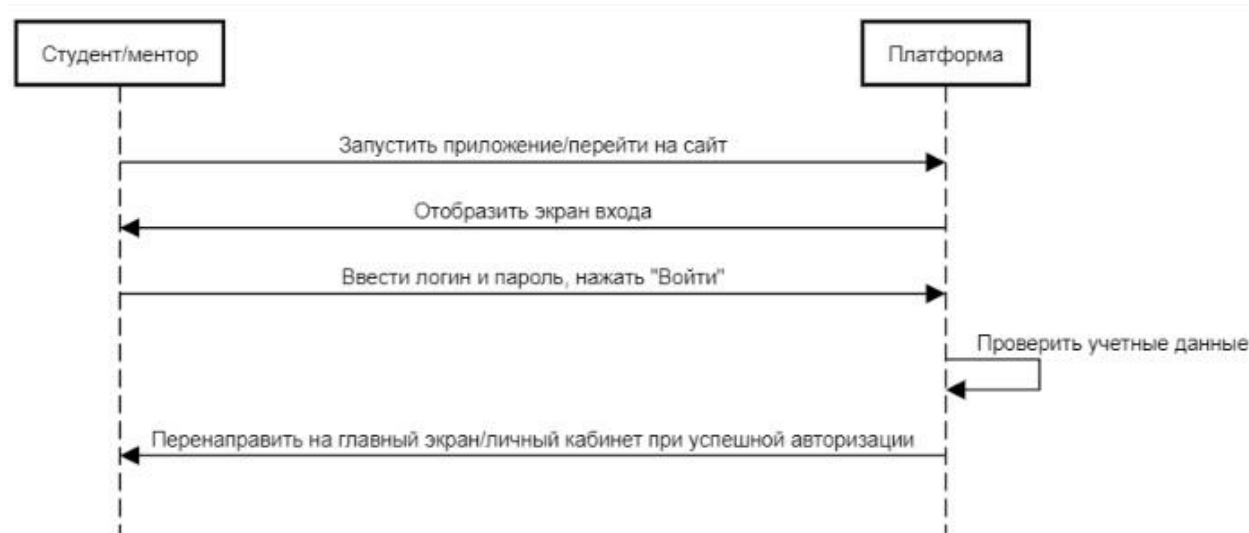 Студент/ментор
Платформа
Запустить приложение/перейти на сайт
Отобразить экран входа
Ввести логин и пароль, нажать "Войти"
Проверить учетные данные
Перенаправить на главный экран/личный кабинет при успешной авторизации